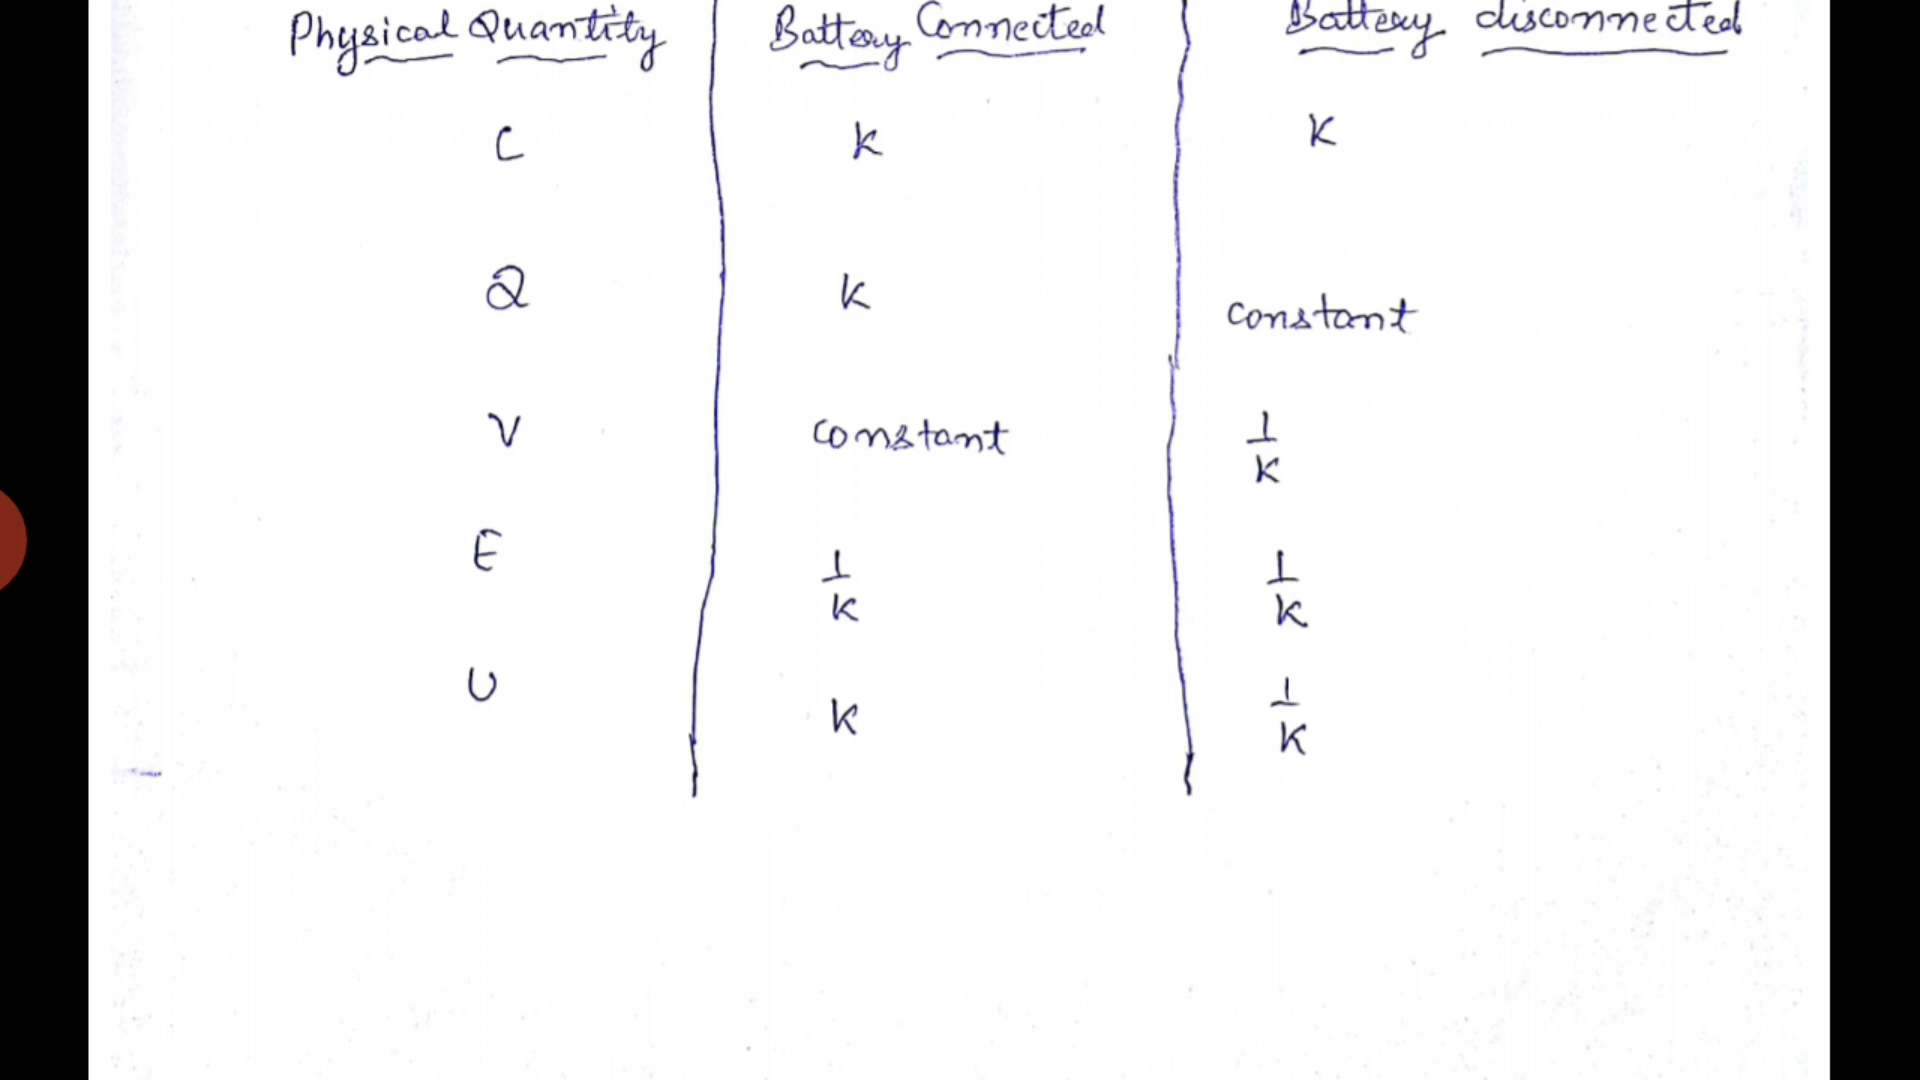 Physical Quantity Battery Connected Battery disconnected
C K K
Q K constant
V constant 1/K
E 1/K 1/K
U K 1/K